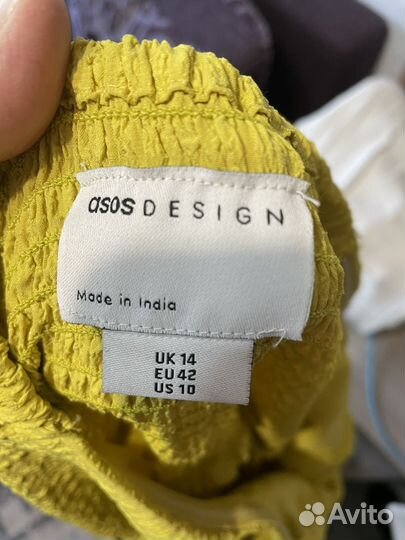 asos DESIGN
Made in India
UK 14
EU 42
US 10
Avito